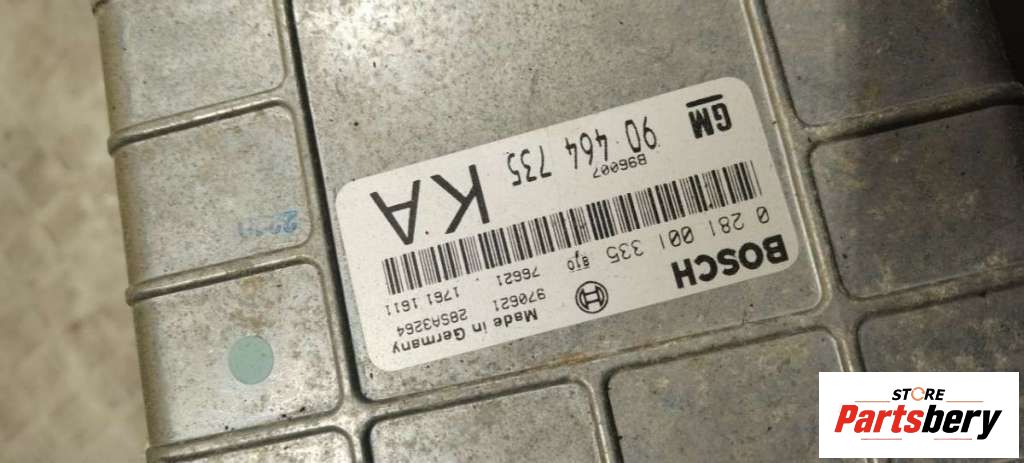 GM
90 464 735
KA
B96007
BOSCH
0 281 001 335
76621
1761 1611
970621
28SA3264
Made in Germany
STORE
Partsbery